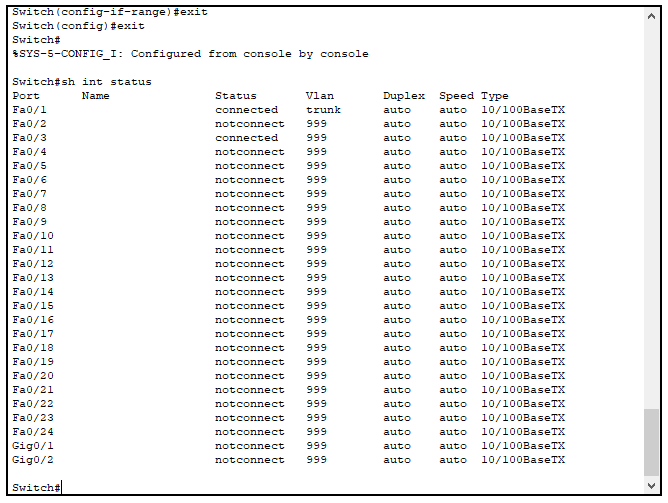 Switch(config-if-range)#exit
Switch(config)#exit
Switch#
%SYS-5-CONFIG_I: Configured from console by console

Switch#sh int status
Port      Name               Status       Vlan       Duplex  Speed Type
Fa0/1                        connected    trunk      auto    auto  10/100BaseTX
Fa0/2                        notconnect   999        auto    auto  10/100BaseTX
Fa0/3                        connected    999        auto    auto  10/100BaseTX
Fa0/4                        notconnect   999        auto    auto  10/100BaseTX
Fa0/5                        notconnect   999        auto    auto  10/100BaseTX
Fa0/6                        notconnect   999        auto    auto  10/100BaseTX
Fa0/7                        notconnect   999        auto    auto  10/100BaseTX
Fa0/8                        notconnect   999        auto    auto  10/100BaseTX
Fa0/9                        notconnect   999        auto    auto  10/100BaseTX
Fa0/10                       notconnect   999        auto    auto  10/100BaseTX
Fa0/11                       notconnect   999        auto    auto  10/100BaseTX
Fa0/12                       notconnect   999        auto    auto  10/100BaseTX
Fa0/13                       notconnect   999        auto    auto  10/100BaseTX
Fa0/14                       notconnect   999        auto    auto  10/100BaseTX
Fa0/15                       notconnect   999        auto    auto  10/100BaseTX
Fa0/16                       notconnect   999        auto    auto  10/100BaseTX
Fa0/17                       notconnect   999        auto    auto  10/100BaseTX
Fa0/18                       notconnect   999        auto    auto  10/100BaseTX
Fa0/19                       notconnect   999        auto    auto  10/100BaseTX
Fa0/20                       notconnect   999        auto    auto  10/100BaseTX
Fa0/21                       notconnect   999        auto    auto  10/100BaseTX
Fa0/22                       notconnect   999        auto    auto  10/100BaseTX
Fa0/23                       notconnect   999        auto    auto  10/100BaseTX
Fa0/24                       notconnect   999        auto    auto  10/100BaseTX
Gig0/1                       notconnect   999        auto    auto  10/100BaseTX
Gig0/2                       notconnect   999        auto    auto  10/100BaseTX

Switch#